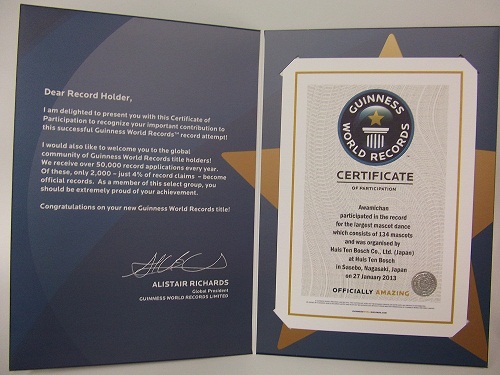 Dear Record Holder,
I am delighted to present you with this Certificate of
Participation to recognize your important contribution to
this successful Guinness World Records™ record attempt!
I would also like to welcome you to the global
community of Guinness World Records title holders!
We receive over 50,000 record applications every year.
Of these, only 2,000 – just 4% of record claims – become
official records. As a member of this select group, you
should be extremely proud of your achievement.
Congratulations on your new Guinness World Records title!
ALISTAIR RICHARDS
Global President
GUINNESS WORLD RECORDS LIMITED
GUINNESS
WORLD RECORDS
CERTIFICATE
OF PARTICIPATION
Awamichan
participated in the record
for the largest mascot dance
which consists of 134 mascots
and was organised by
Huis Ten Bosch Co., Ltd. (Japan)
at Huis Ten Bosch
in Sasebo, Nagasaki, Japan
on 27 January 2013
OFFICIALLY AMAZING